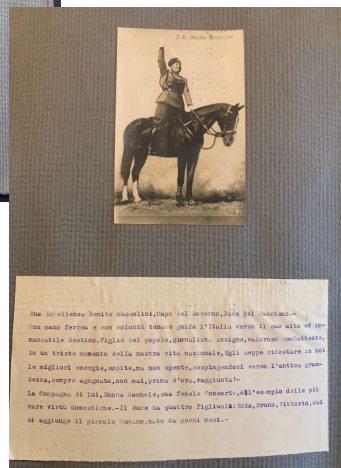 S. E. Benito Mussolini
Sua Eccellenza Benito Mussolini,Capo del Governo,Duce del Fascismo.-
Con mano ferrea e con volontà tenace guida l'Italia verso il suo alto ed im-
mancabile Destino.Figlio del popolo,giornalista insigne,valoroso combattente,
in un triste momento della nostra vita nazionale,Egli seppe ridestare in noi
le migliori energie,sopite,ma non spente,sospingendoci verso l'antica gran-
dezza,sempre agognata,non mai,prima d'ora,raggiunta!-
La Compagna di Lui,Donna Rachele,sua fedele consorte,è l'esempio delle più
rare virtù domestiche.-Il Duce ha quattro figliuoli: Edda,Bruno,Vittorio,cui
si aggiunge il piccolo Romano,nato da pochi mesi.-